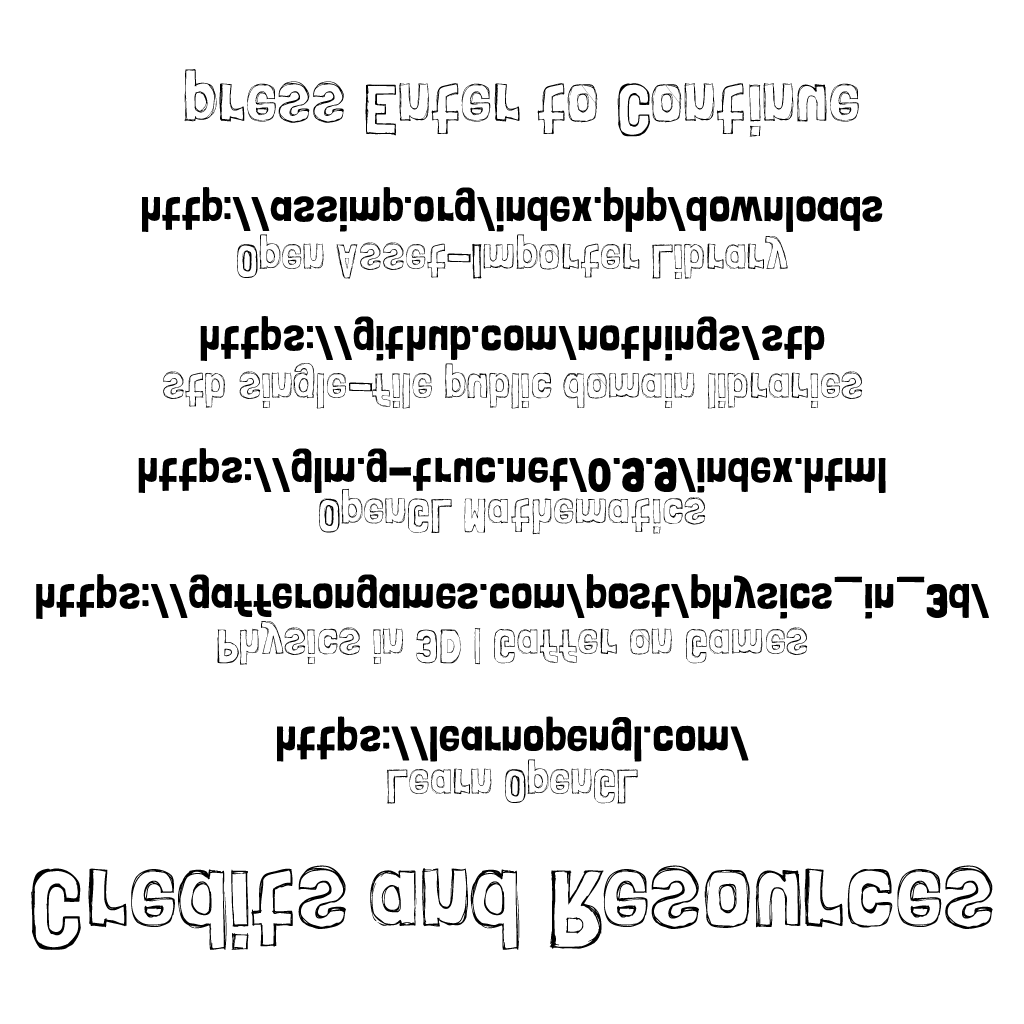 Credits and Resources
Learn OpenGL
https://learnopengl.com/
Physics in 3D | Gaffer on Games
https://gafferongames.com/post/physics_in_3d/
OpenGL Mathematics
https://glm.g-truc.net/0.9.9/index.html
stb single-file public domain libraries
https://github.com/nothings/stb
Open Asset-Importer Library
http://assimp.org/index.php/downloads
press Enter to Continue